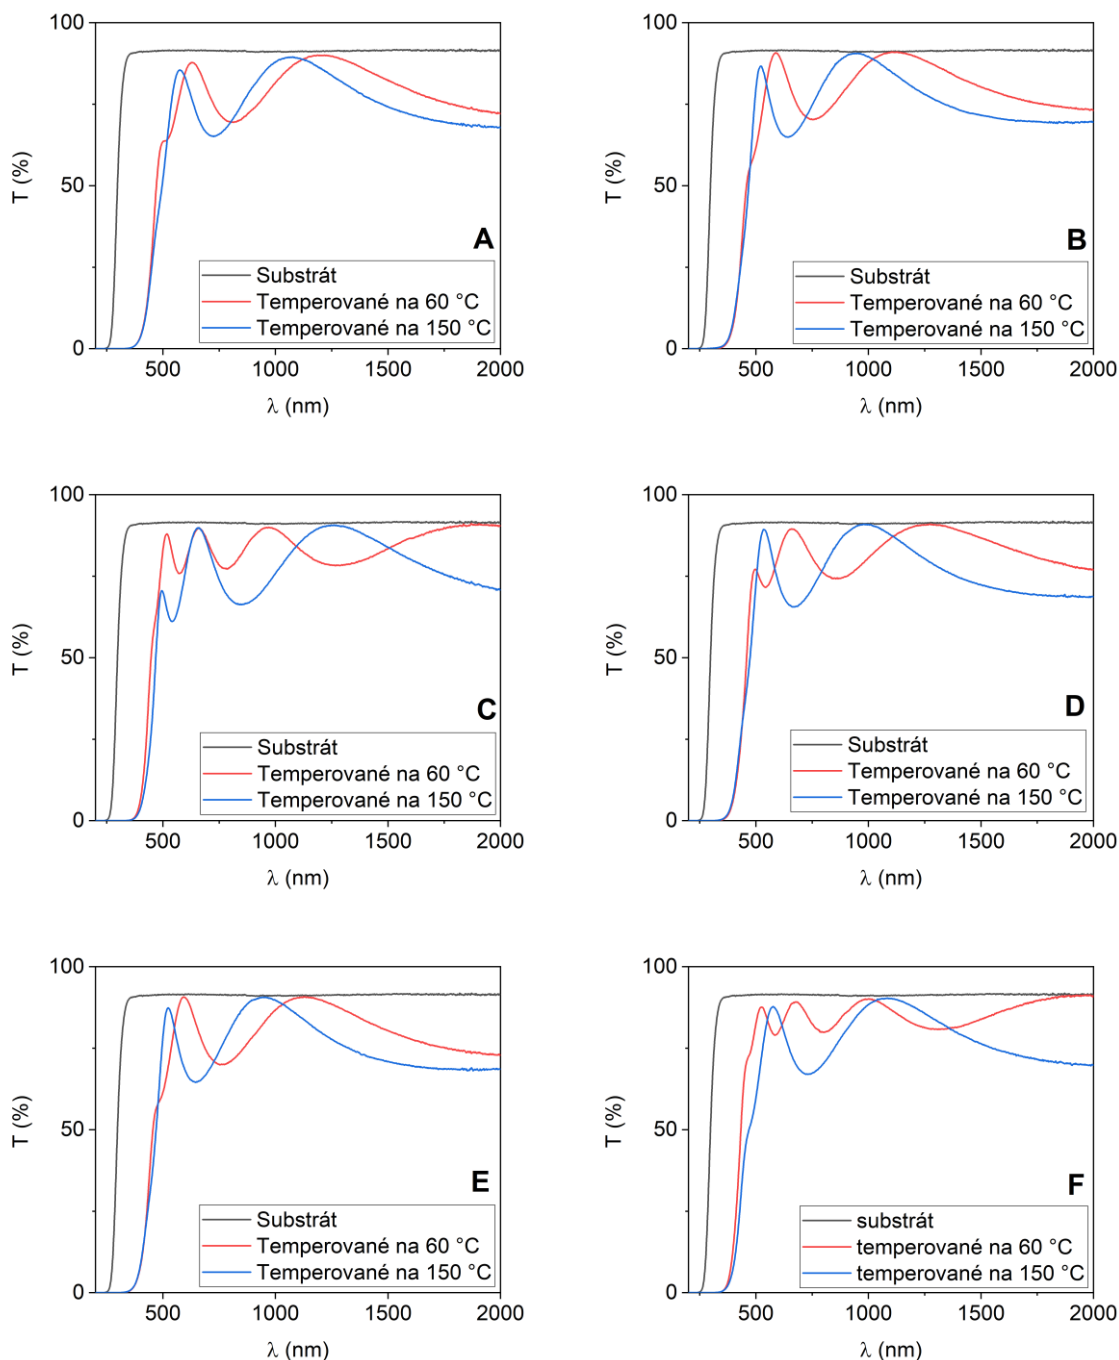 100
T (%)
50
0
A
Substrát
Temperované na 60 °C
Temperované na 150 °C
500
1000
1500
2000
λ (nm)
100
T (%)
50
0
B
Substrát
Temperované na 60 °C
Temperované na 150 °C
500
1000
1500
2000
λ (nm)
100
T (%)
50
0
C
Substrát
Temperované na 60 °C
Temperované na 150 °C
500
1000
1500
2000
λ (nm)
100
T (%)
50
0
D
Substrát
Temperované na 60 °C
Temperované na 150 °C
500
1000
1500
2000
λ (nm)
100
T (%)
50
0
E
Substrát
Temperované na 60 °C
Temperované na 150 °C
500
1000
1500
2000
λ (nm)
100
T (%)
50
0
F
substrát
temperované na 60 °C
temperované na 150 °C
500
1000
1500
2000
λ (nm)